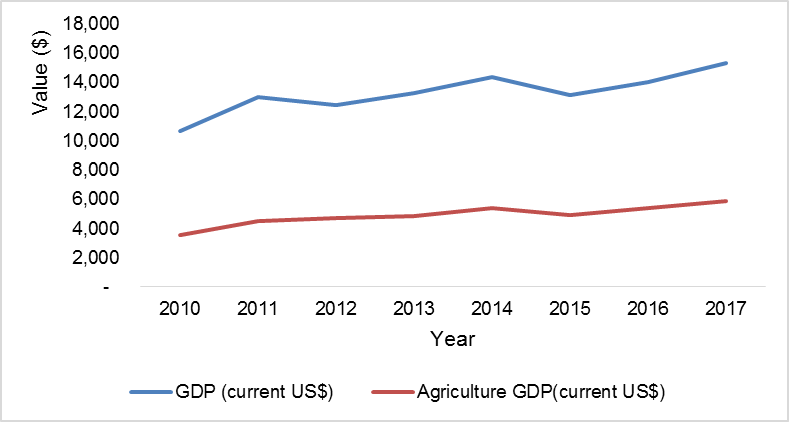 18,000
16,000
14,000
12,000
10,000
8,000
6,000
4,000
2,000
-
Value ($)
2010 2011 2012 2013 2014 2015 2016 2017
Year
GDP (current US$) Agriculture GDP(current US$)